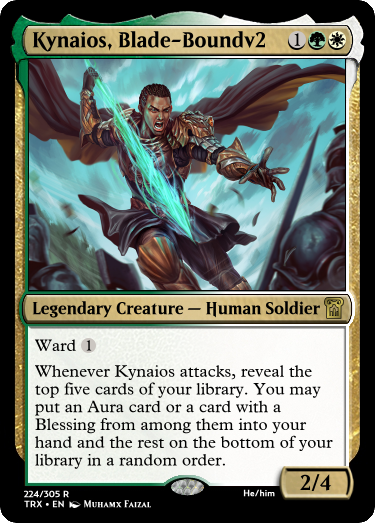 Kynaios, Blade-Boundv2 1
Legendary Creature — Human Soldier
Ward 1
Whenever Kynaios attacks, reveal the
top five cards of your library. You may
put an Aura card or a card with a
Blessing from among them into your
hand and the rest on the bottom of your
library in a random order.
2/4
224/305 R He/him
TRX • EN Muhamx Faizal